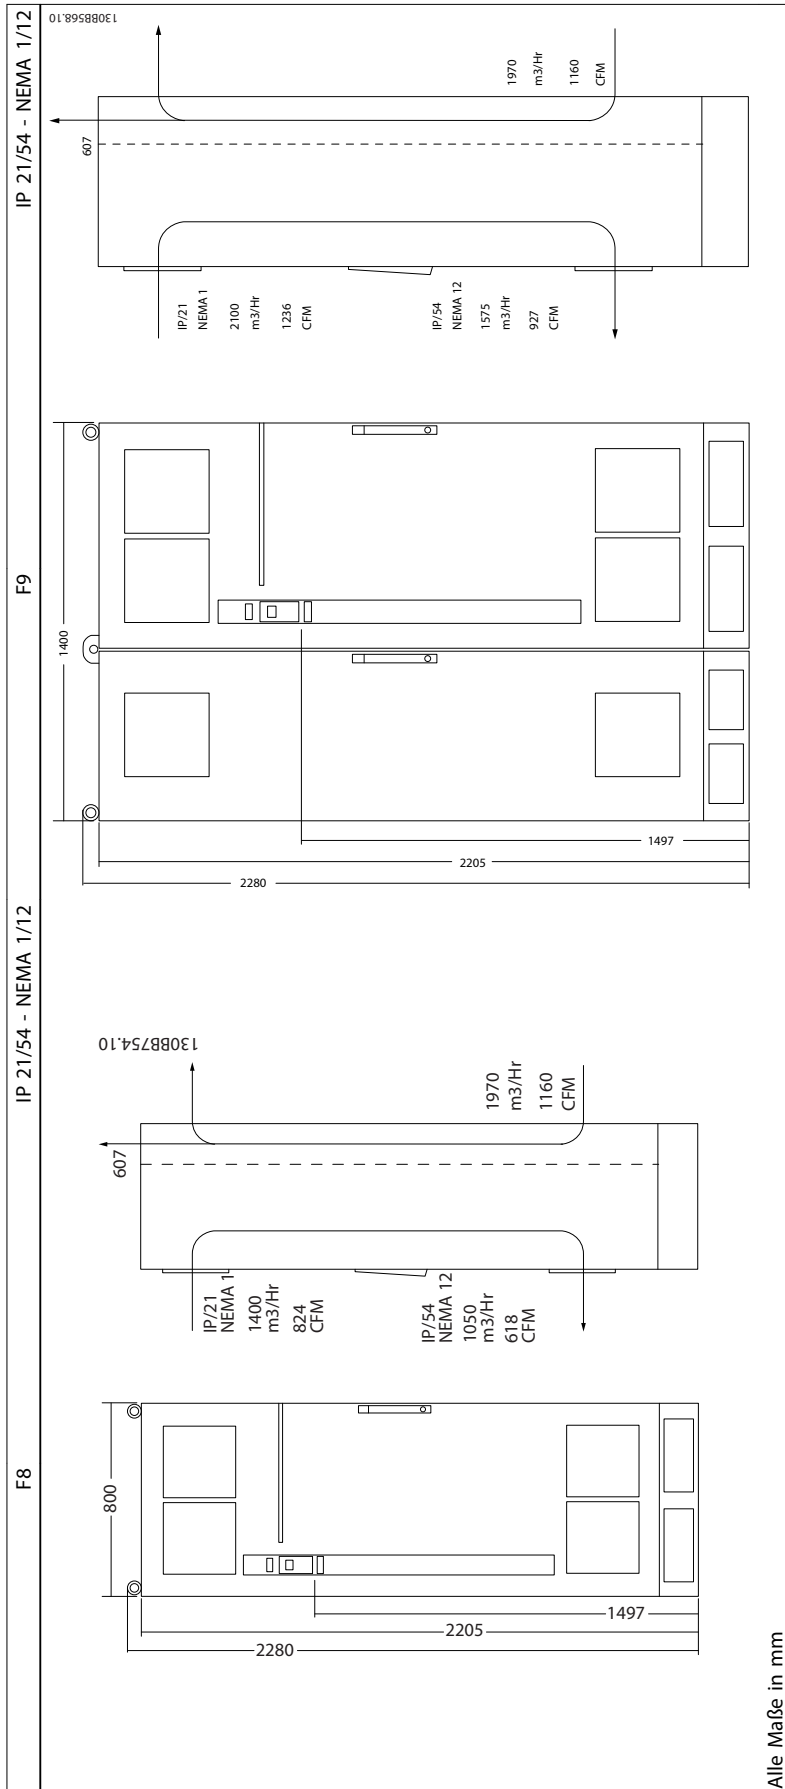 F8
IP 21/54 - NEMA 1/12
F9
IP 21/54 - NEMA 1/12
800
2280
2205
1497
130BB754.10
607
IP/21
NEMA 1
1400
m3/Hr
824
CFM
IP/54
NEMA 12
1050
m3/Hr
618
CFM
1970
m3/Hr
1160
CFM
1400
2280
2205
1497
130BB568.10
607
IP/21
NEMA 1
2100
m3/Hr
1236
CFM
IP/54
NEMA 12
1575
m3/Hr
927
CFM
1970
m3/Hr
1160
CFM
Alle Maße in mm